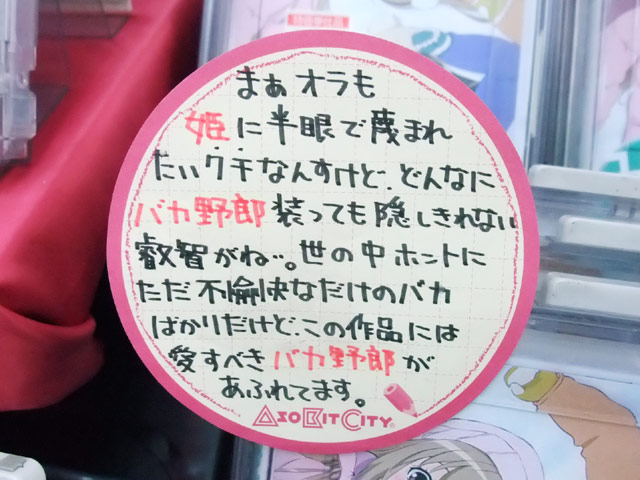 まぁオラも
姫に半眼で蔑まれ
たいクチなんすけど、どんなに
バカ野郎装っても隠しきれない
叡智がね…。世の中ホントに
ただ不愉快なだけのバカ
ばかりだけど、この作品には
愛すべきバカ野郎が
あふれてます。
ASOBITCITY